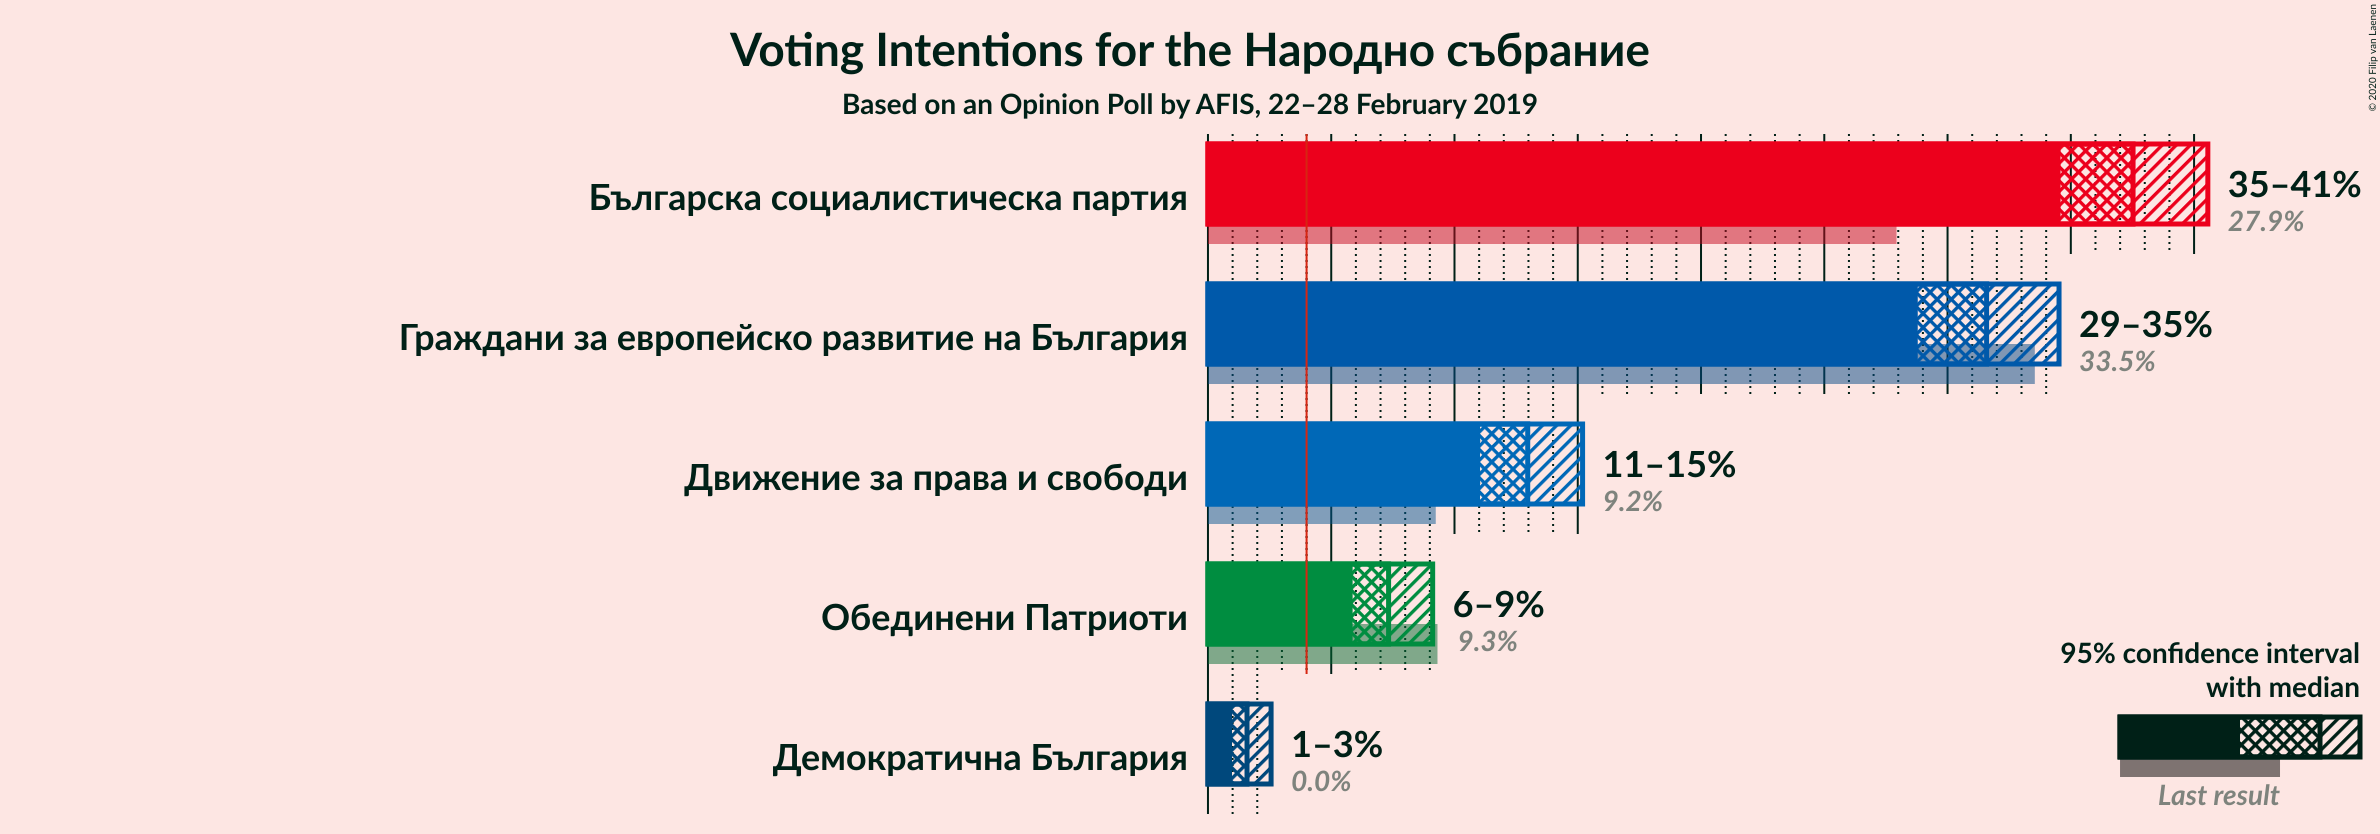 Voting Intentions for the Народно събрание
Based on an Opinion Poll by AFIS, 22–28 February 2019
© 2020 Filip van Laenen
Българска социалистическа партия
35–41%
27.9%
Граждани за европейско развитие на България
29–35%
33.5%
Движение за права и свободи
11–15%
9.2%
Обединени Патриоти
6–9%
9.3%
Демократична България
1–3%
0.0%
95% confidence interval
with median
Last result